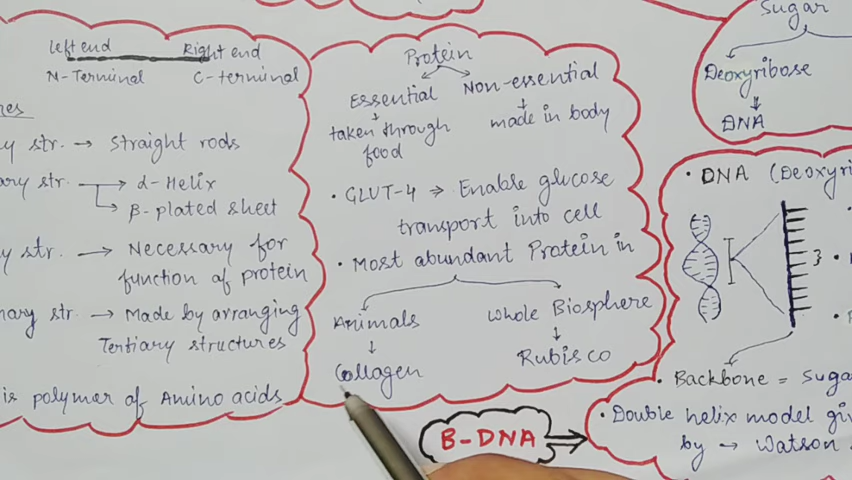 Left end Right end
N-Terminal C-terminal
str. → Straight rods
str. → α-Helix
→ β-plated sheet
str. → Necessary for
function of protein
str. → Made by arranging
Tertiary structures
is polymer of Amino acids
Protein
Essential Non-essential
taken through
food
made in body
• GLUT-4 ⇒ Enable glucose
transport into cell
• Most abundant Protein in
Animals Whole Biosphere
Collagen Rubisco
B-DNA
Sugar
Deoxyribose
DNA
• DNA (Deoxyri
• Backbone = Suga
• Double helix model giv
by → Watson